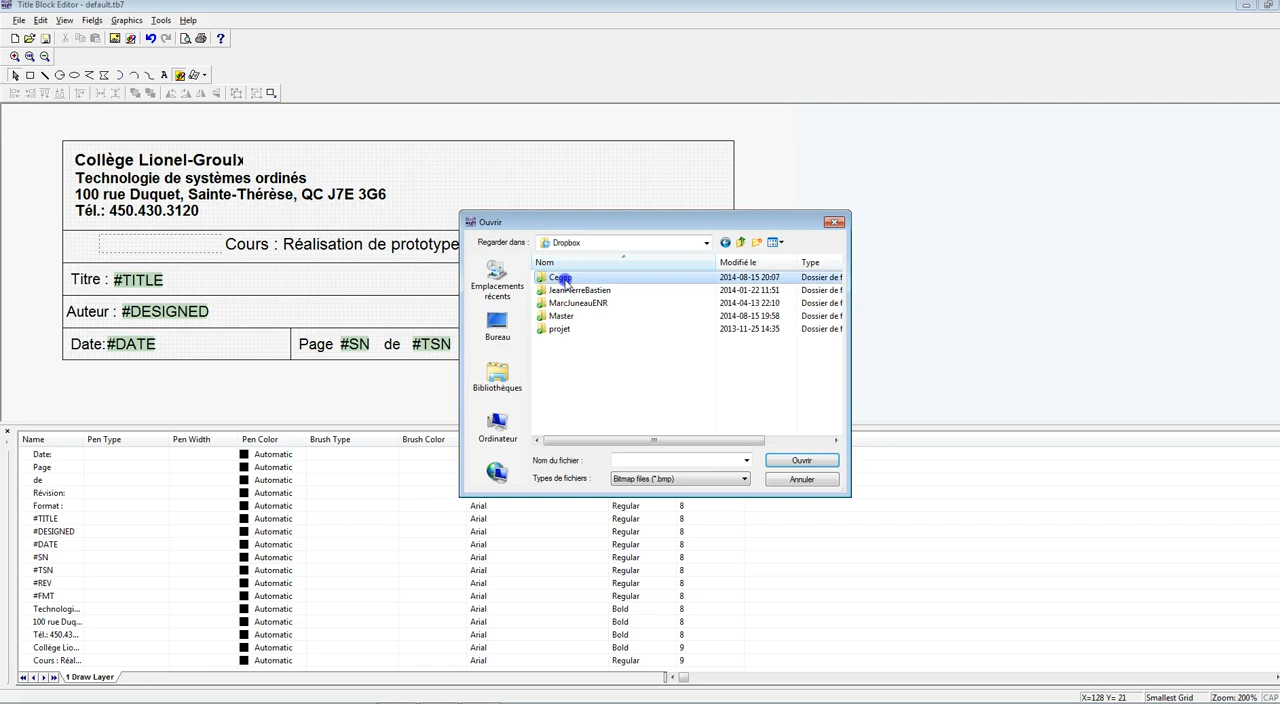 Title Block Editor - default.tb7
File Edit View Fields Graphics Tools Help
Collège Lionel-Groulx
Technologie de systèmes ordinés
100 rue Duquet, Sainte-Thérèse, QC J7E 3G6
Tél.: 450.430.3120
Cours : Réalisation de prototype
Titre : #TITLE
Auteur : #DESIGNED
Date:#DATE
Page #SN de #TSN
Ouvrir
Regarder dans : Dropbox
Nom Modifié le Type
Cegep 2014-08-15 20:07 Dossier de f
JeanPierreBastien 2014-01-22 11:51 Dossier de f
MarcJuneauENR 2014-04-13 22:10 Dossier de f
Master 2014-08-15 19:58 Dossier de f
projet 2013-11-25 14:35 Dossier de f
Emplacements
récents
Bureau
Bibliothèques
Ordinateur
Nom du fichier : Ouvrir
Types de fichiers : Bitmap files (*.bmp) Annuler
Name Pen Type Pen Width Pen Color Brush Type Brush Color
Date: Automatic
Page Automatic
de Automatic
Révision: Automatic
Format : Automatic Arial Regular 8
#TITLE Automatic Arial Regular 8
#DESIGNED Automatic Arial Regular 8
#DATE Automatic Arial Regular 8
#SN Automatic Arial Regular 8
#TSN Automatic Arial Regular 8
#REV Automatic Arial Regular 8
#FMT Automatic Arial Regular 8
Technologi... Automatic Arial Bold 8
100 rue Duq... Automatic Arial Bold 8
Tél.: 450.43... Automatic Arial Bold 8
Collège Lio... Automatic Arial Bold 9
Cours : Réal... Automatic Arial Regular 9
1 Draw Layer
X=128 Y= 21 Smallest Grid Zoom: 200% CAP